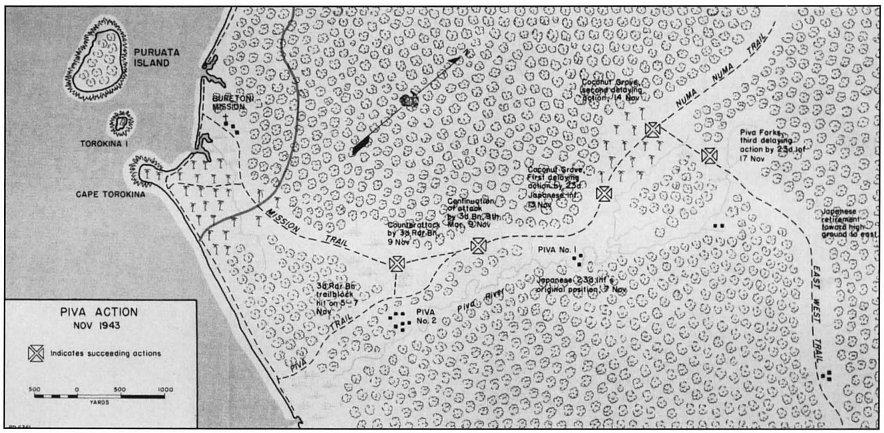 PURUATA
ISLAND
TOROKINA I
CAPE TOROKINA
BURETONI
MISSION
MISSION TRAIL
Counterattack
by 3d Rdr Bn,
9 Nov
Continuation
of attack
by 3d Bn, 9th
Mar, 9 Nov
Coconut Grove,
First delaying
action by 23d
Japanese Inf.
13 Nov
Coconut Grove,
second delaying
action, 14 Nov
NUMA NUMA TRAIL
Piva Forks,
third delaying
action by 23d Inf
17 Nov
Japanese
retirement
toward high
ground to east
EAST WEST TRAIL
PIVA No. 1
Japanese 23d Inf's
original position, 7 Nov
Piva River
3d Rdr Bn
trailblock
hit on 5-7
Nov
PIVA
No. 2
PIVA TRAIL
PIVA ACTION
NOV 1943
Indicates succeeding actions
500 0 500 1000
YARDS